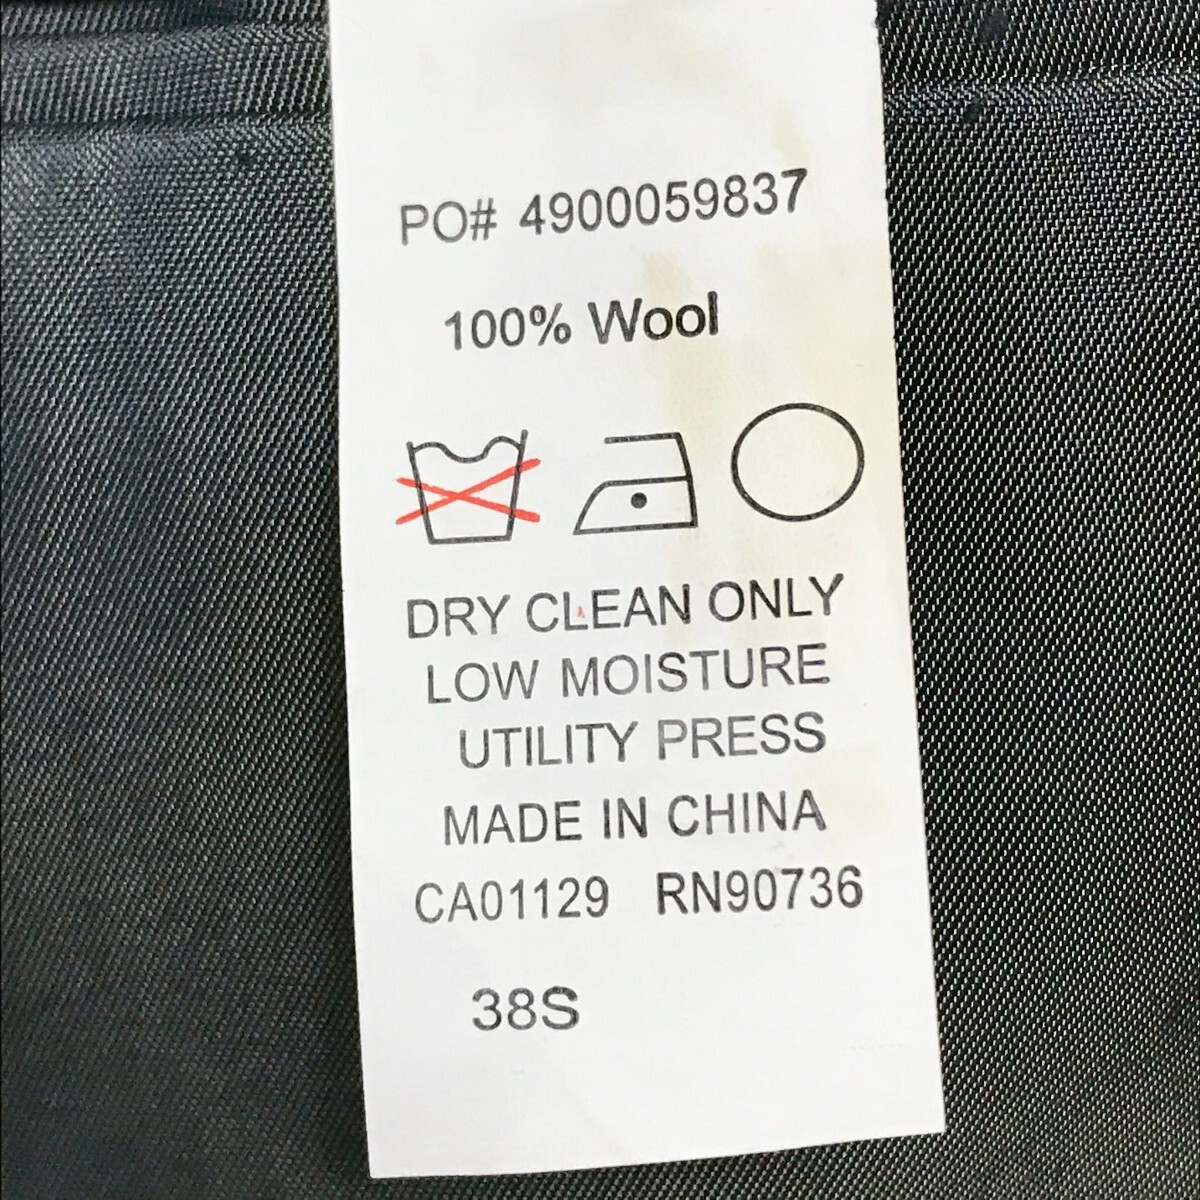 PO# 4900059837
100% Wool
DRY CLEAN ONLY
LOW MOISTURE
UTILITY PRESS
MADE IN CHINA
CA01129 RN90736
38S